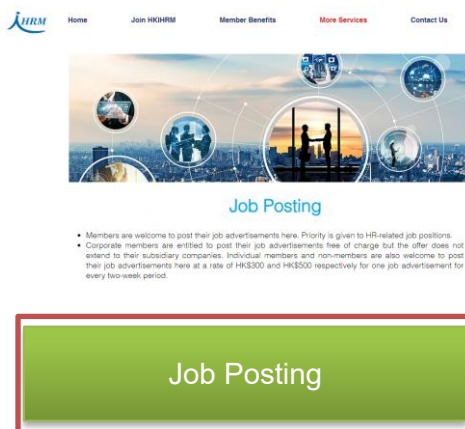 iHRM
Home Join HKIHRM Member Benefits More Services Contact Us
Job Posting
• Members are welcome to post their job advertisements here. Priority is given to HR-related job positions.
• Corporate members are entitled to post their job advertisements free of charge but the offer does not
extend to their subsidiary companies. Individual members and non-members are also welcome to post
their job advertisements here at a rate of HK$300 and HK$500 respectively for one job advertisement for
every two-week period.
Job Posting